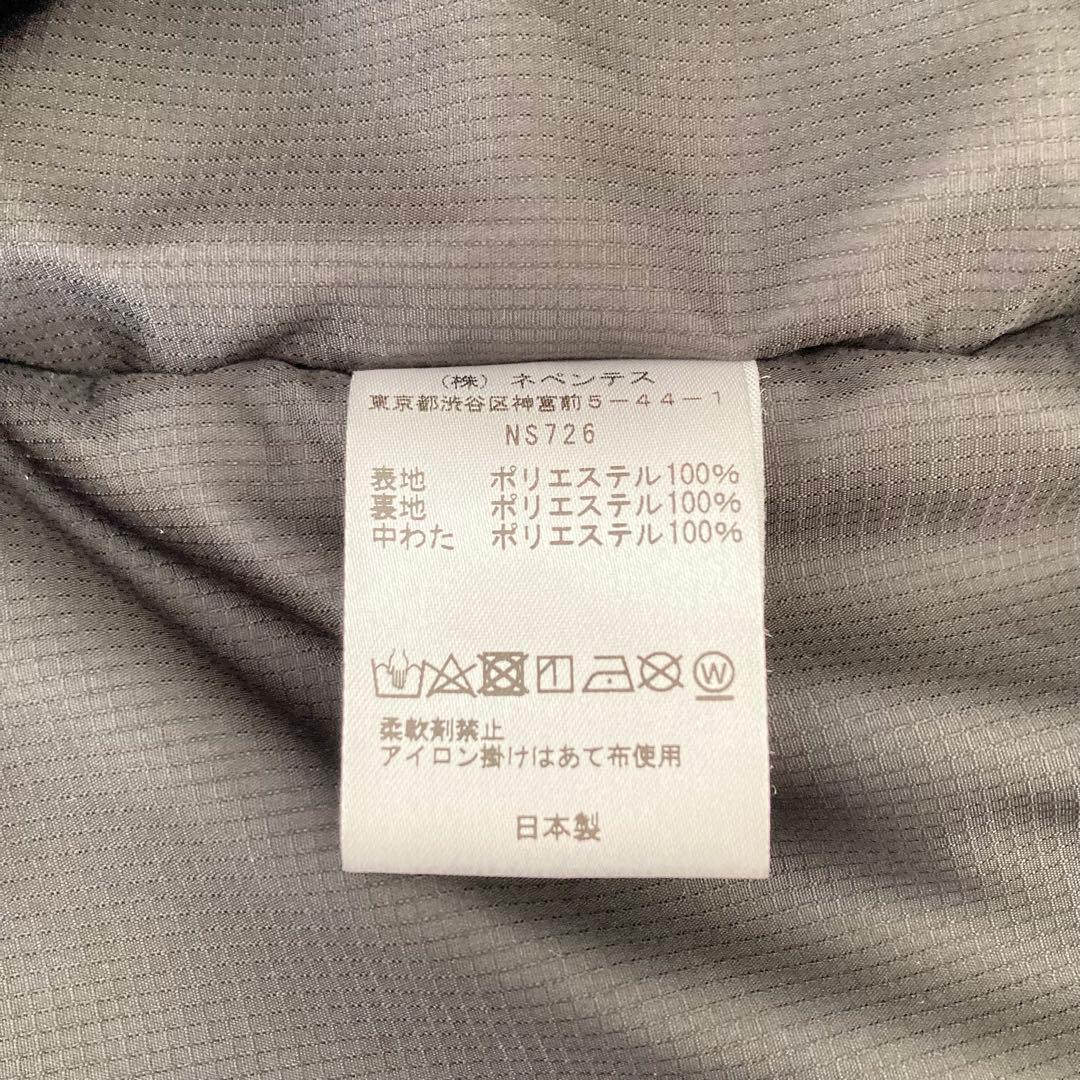 (株) ネペンテス
東京都渋谷区神宮前5-44-1
NS726
表地 ポリエステル100%
裏地 ポリエステル100%
中わた ポリエステル100%
W
柔軟剤禁止
アイロン掛けはあて布使用
日本製